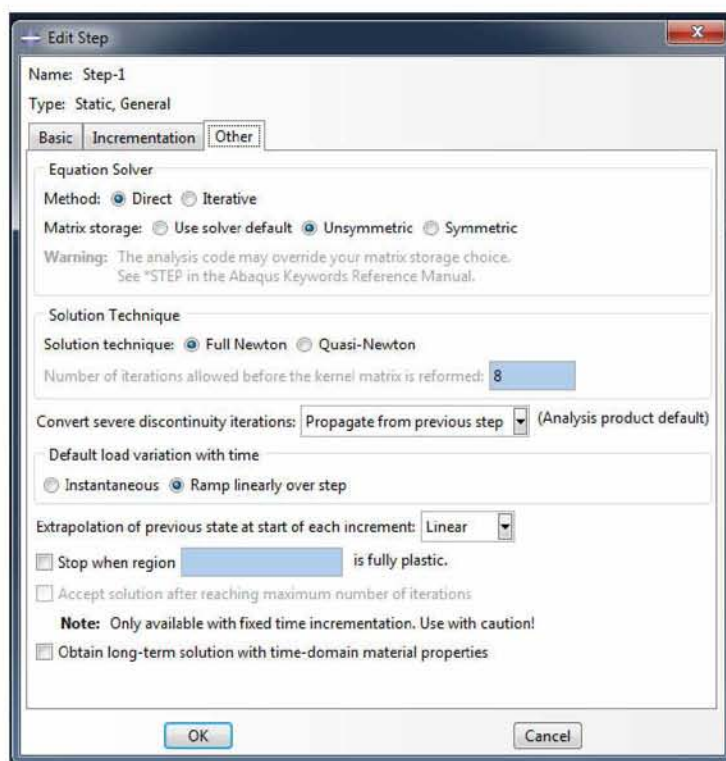 Edit Step
Name: Step-1
Type: Static, General
Basic Incrementation Other
Equation Solver
Method: Direct Iterative
Matrix storage: Use solver default Unsymmetric Symmetric
Warning: The analysis code may override your matrix storage choice.
See *STEP in the Abaqus Keywords Reference Manual.
Solution Technique
Solution technique: Full Newton Quasi-Newton
Number of iterations allowed before the kernel matrix is reformed: 8
Convert severe discontinuity iterations: Propagate from previous step (Analysis product default)
Default load variation with time
Instantaneous Ramp linearly over step
Extrapolation of previous state at start of each increment: Linear
Stop when region is fully plastic.
Accept solution after reaching maximum number of iterations
Note: Only available with fixed time incrementation. Use with caution!
Obtain long-term solution with time-domain material properties
OK Cancel